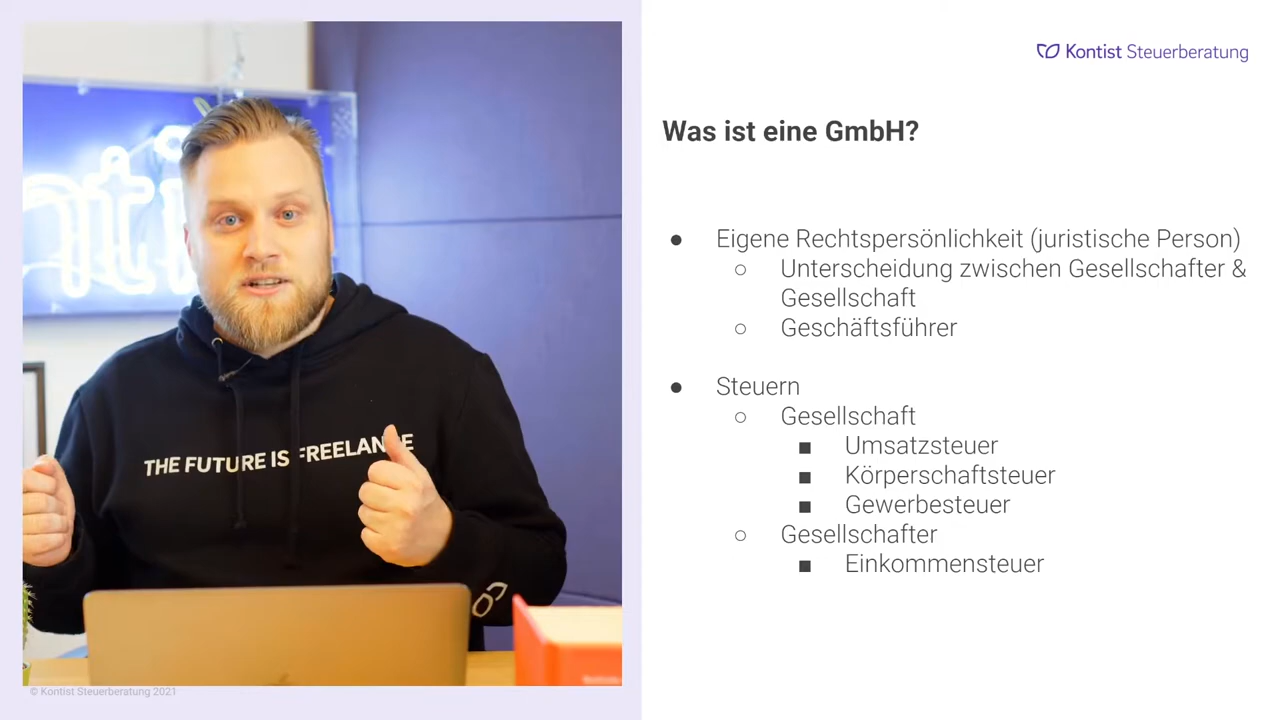 Kontist Steuerberatung
Was ist eine GmbH?
● Eigene Rechtspersönlichkeit (juristische Person)
○ Unterscheidung zwischen Gesellschafter &
Gesellschaft
○ Geschäftsführer
● Steuern
○ Gesellschaft
■ Umsatzsteuer
■ Körperschaftsteuer
■ Gewerbesteuer
○ Gesellschafter
■ Einkommensteuer
THE FUTURE IS FREELANCE
© Kontist Steuerberatung 2021